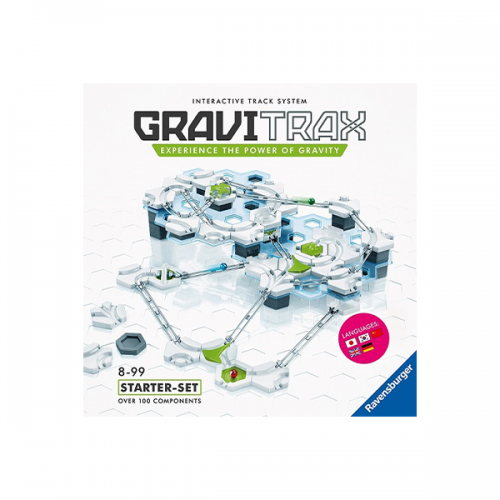 INTERACTIVE TRACK SYSTEM
GRAVITRAX
EXPERIENCE THE POWER OF GRAVITY
LANGUAGES:
8-99
STARTER-SET
OVER 100 COMPONENTS
Ravensburger